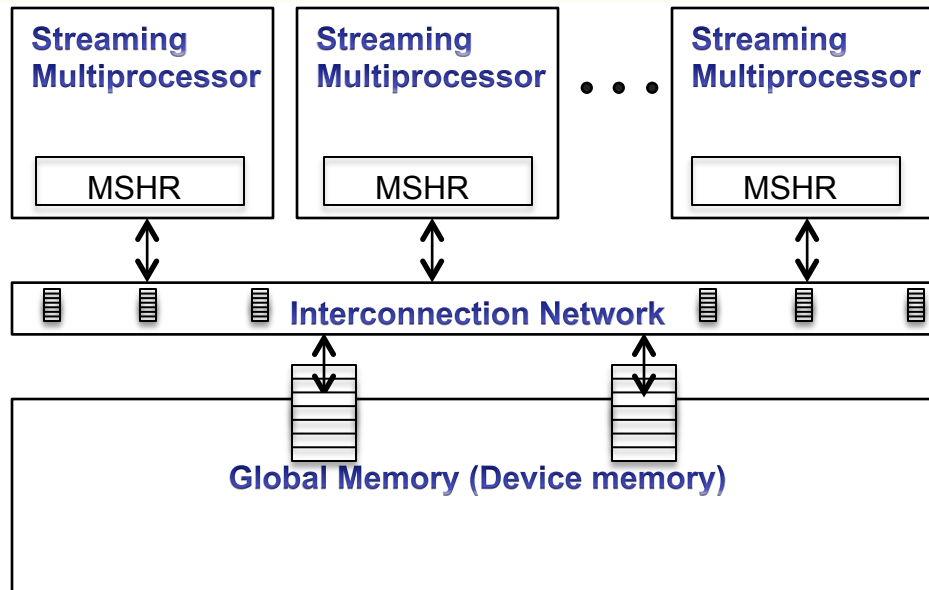 Streaming
Multiprocessor
MSHR
Streaming
Multiprocessor
MSHR
Streaming
Multiprocessor
MSHR
Interconnection Network
Global Memory (Device memory)